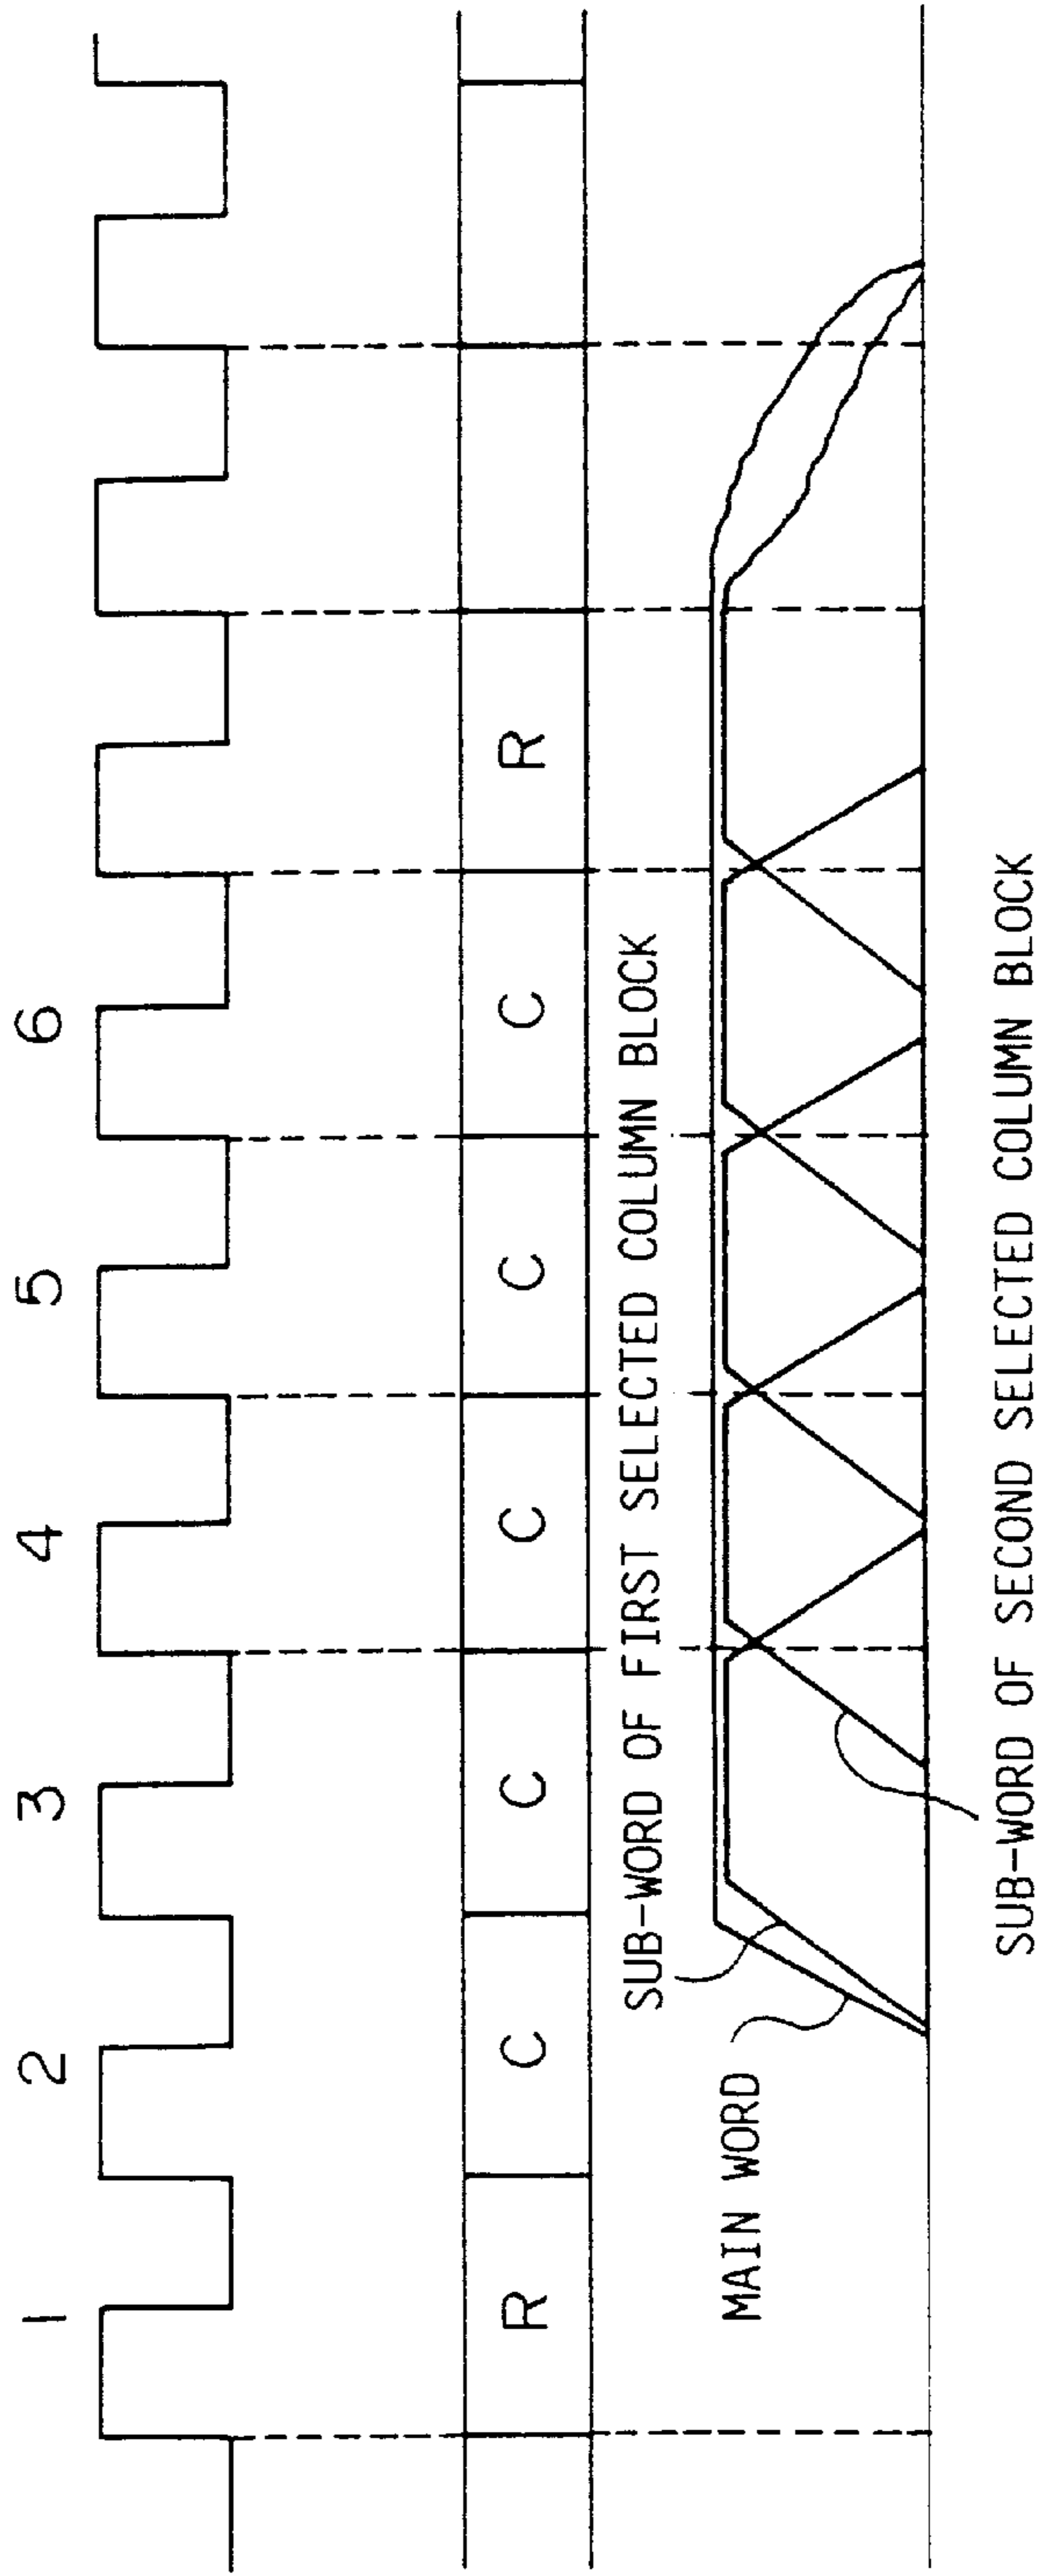 1 2 3 4 5 6
R C C C C C R
SUB-WORD OF FIRST SELECTED COLUMN BLOCK
MAIN WORD
SUB-WORD OF SECOND SELECTED COLUMN BLOCK